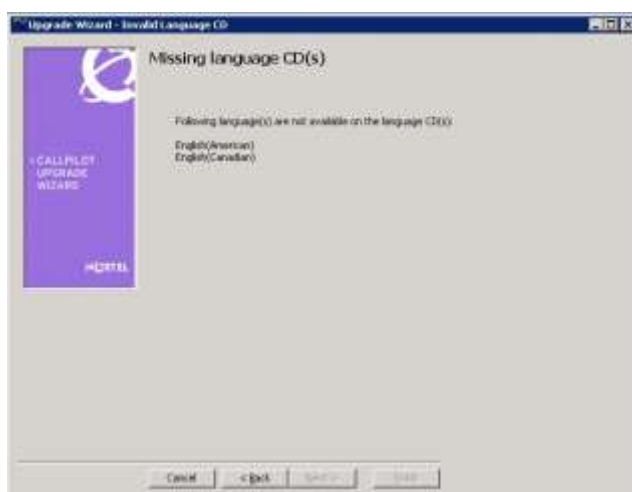 Upgrade Wizard - Invalid Language CD
Missing language CD(s)
Following language(s) are not available on the language CD(s):
English(American)
English(Canadian)
CALLPILOT
UPGRADE
WIZARD
NORTEL
Cancel
< Back
Next >